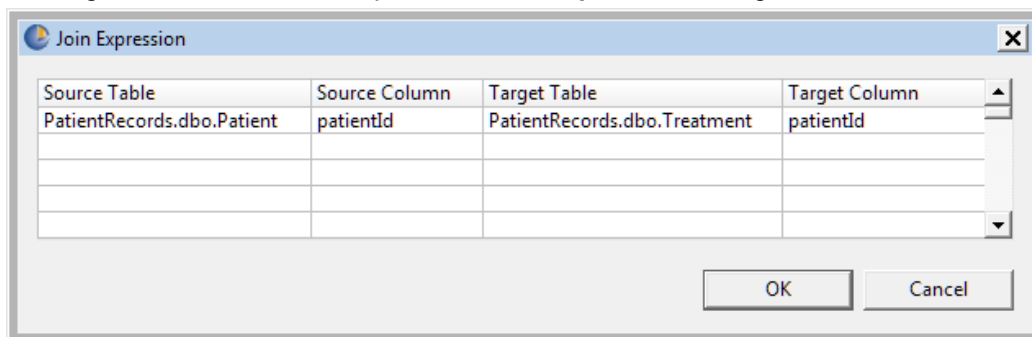 Join Expression
Source Table Source Column Target Table Target Column
PatientRecords.dbo.Patient patientId PatientRecords.dbo.Treatment patientId
OK Cancel